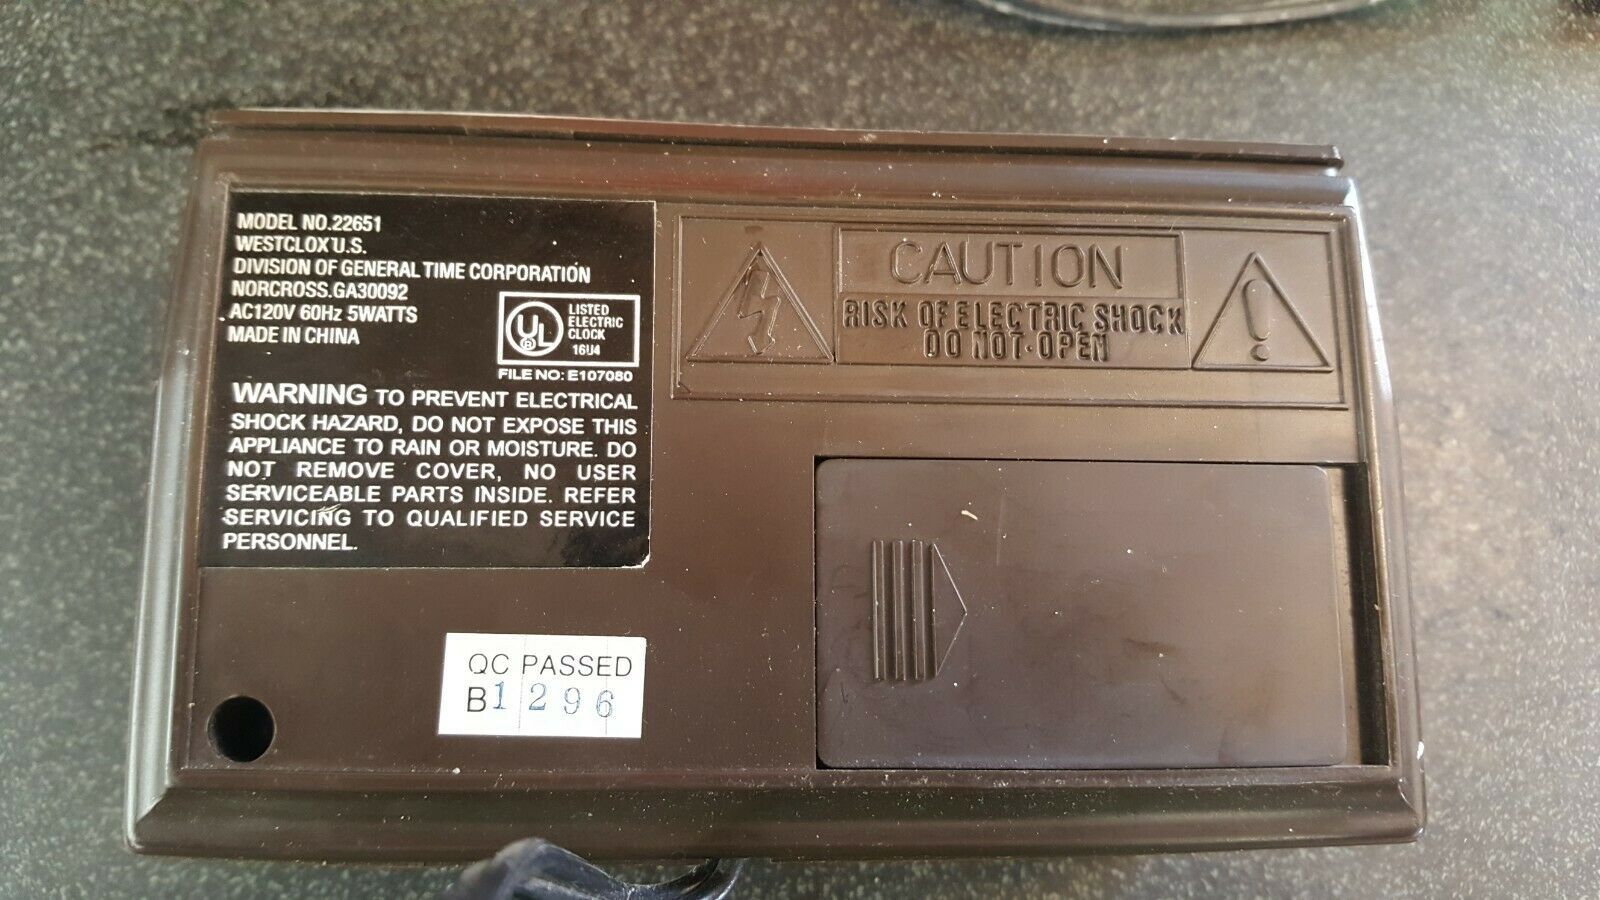 MODEL NO.22651
WESTCLOX U.S.
DIVISION OF GENERAL TIME CORPORATION
NORCROSS.GA30092
AC120V 60Hz 5WATTS
MADE IN CHINA
UL
LISTED
ELECTRIC
CLOCK
16U4
FILE NO: E107080
WARNING TO PREVENT ELECTRICAL
SHOCK HAZARD, DO NOT EXPOSE THIS
APPLIANCE TO RAIN OR MOISTURE. DO
NOT REMOVE COVER, NO USER
SERVICEABLE PARTS INSIDE. REFER
SERVICING TO QUALIFIED SERVICE
PERSONNEL.
CAUTION
RISK OF ELECTRIC SHOCK
DO NOT·OPEN
QC PASSED
B1296